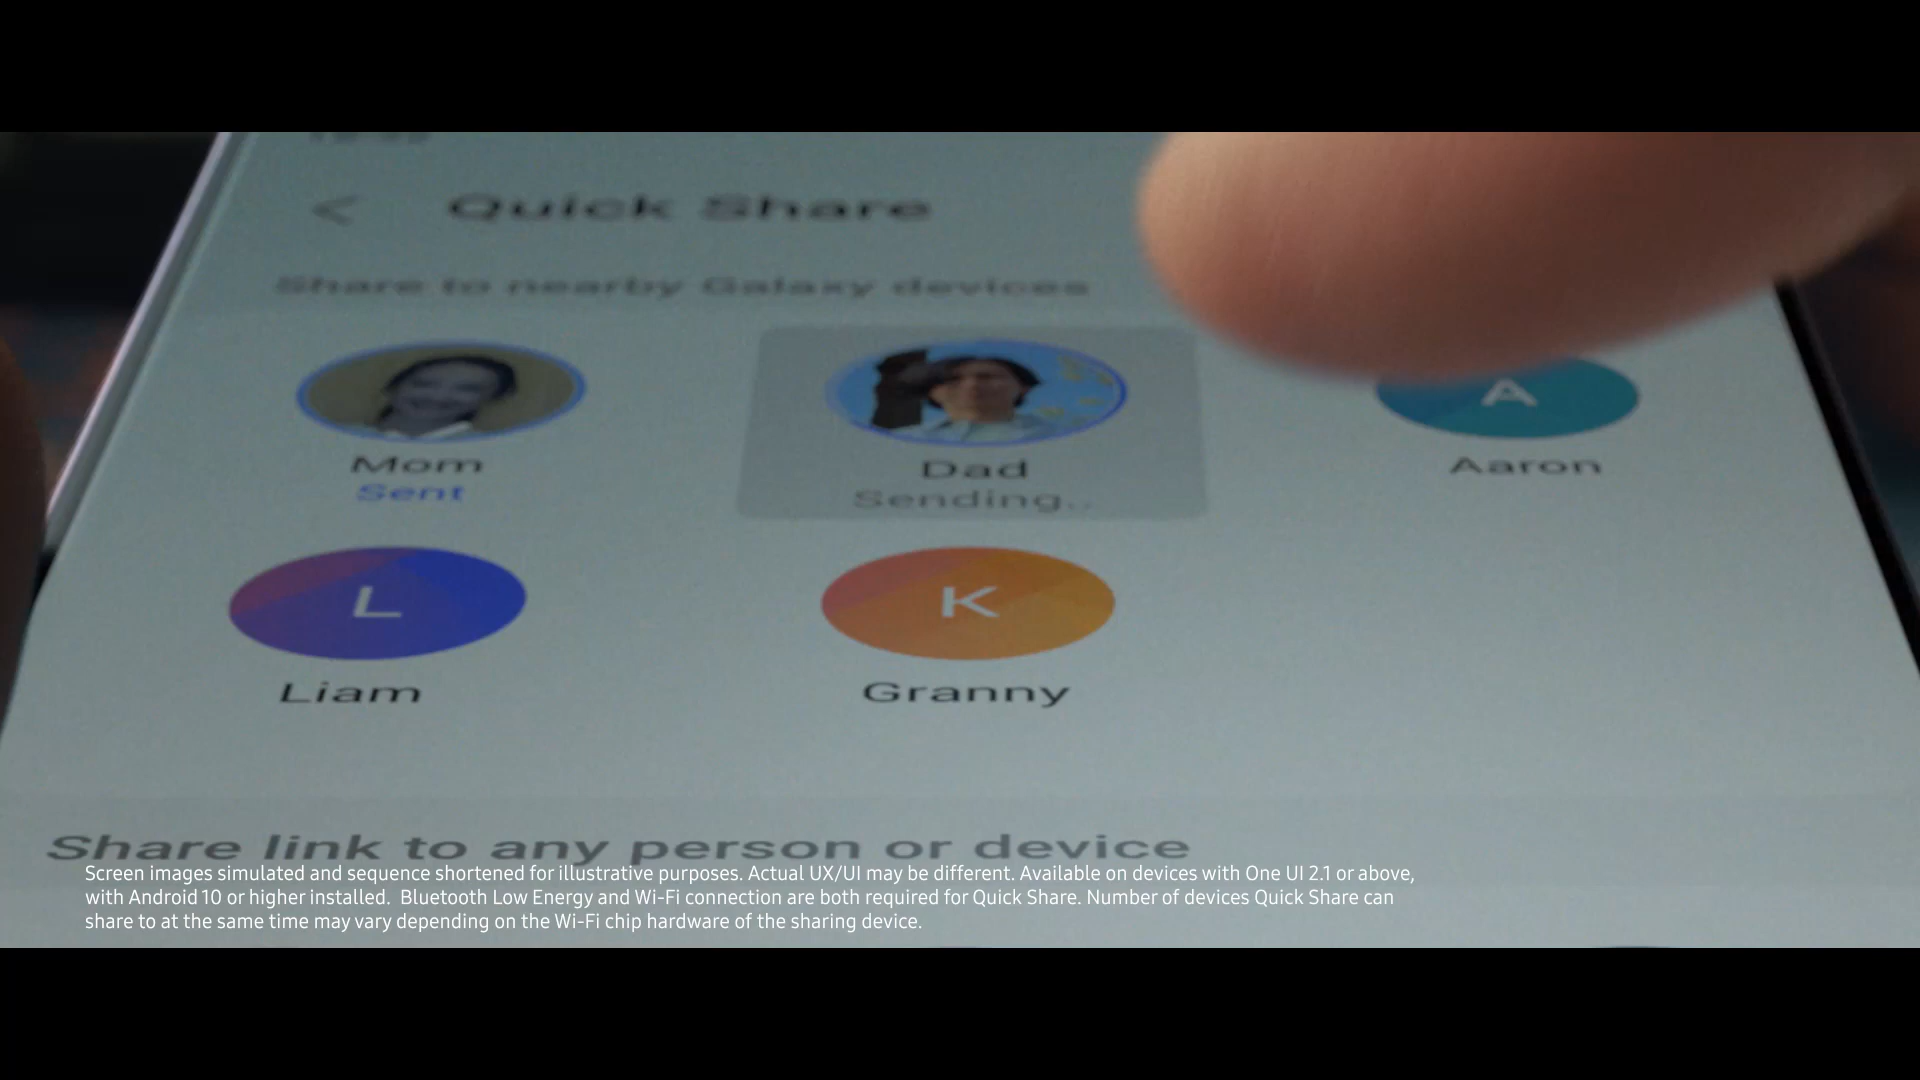 Quick Share
Share to nearby Galaxy devices
Mom
Sent
Dad
Sending..
A
Aaron
L
Liam
K
Granny
Share link to any person or device
Screen images simulated and sequence shortened for illustrative purposes. Actual UX/UI may be different. Available on devices with One UI 2.1 or above,
with Android 10 or higher installed. Bluetooth Low Energy and Wi-Fi connection are both required for Quick Share. Number of devices Quick Share can
share to at the same time may vary depending on the Wi-Fi chip hardware of the sharing device.